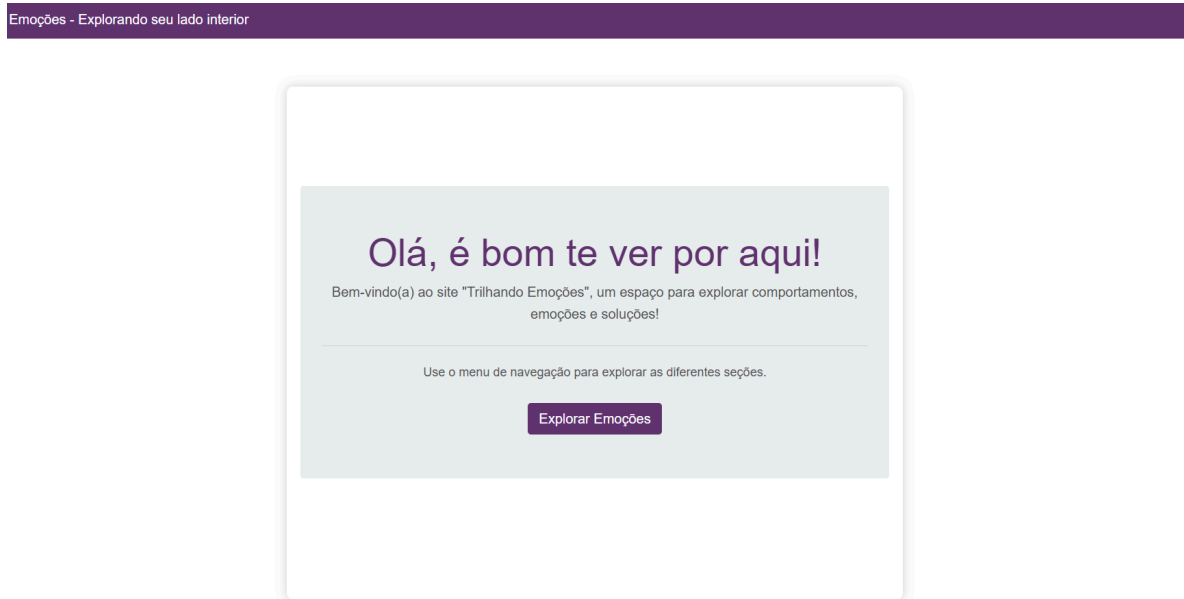 Emoções - Explorando seu lado interior
Olá, é bom te ver por aqui!
Bem-vindo(a) ao site "Trilhando Emoções", um espaço para explorar comportamentos,
emoções e soluções!
Use o menu de navegação para explorar as diferentes seções.
Explorar Emoções